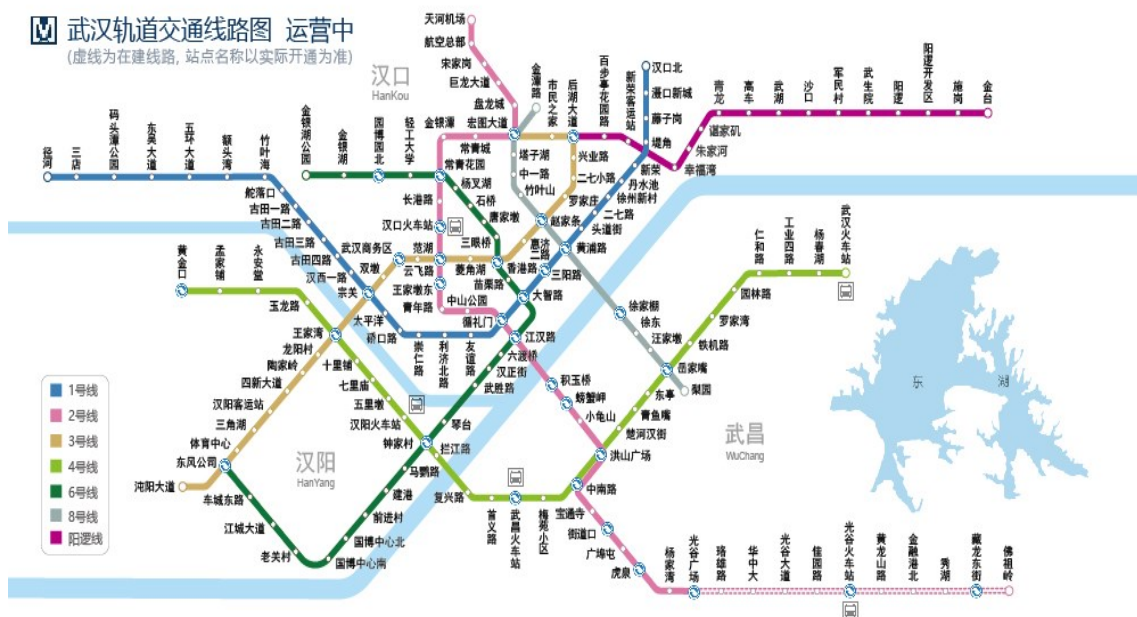 武汉轨道交通线路图 运营中
(虚线为在建线路, 站点名称以实际开通为准)
汉口
HanKou
天河机场
航空总部
宋家岗
巨龙大道
盘龙城
宏图大道
金银潭
常青城
金潭路
市民之家
后湖大道
百步亭花园路
新荣客运站
汉口北
滠口新城
滕子岗
堤角
新荣
丹水池
徐州新村
二七路
头道街
黄浦路
三阳路
大智路
循礼门
友谊路
利济北路
崇仁路
硚口路
太平洋
宗关
汉西一路
古田四路
古田三路
古田二路
古田一路
舵落口
竹叶海
额头湾
五环大道
东吴大道
码头潭公园
三店
径河
青龙
高车
武湖
沙口
军民村
武生院
阳逻
阳逻开发区
施岗
金台
谌家矶
朱家河
幸福湾
金银湖公园
金银湖
园博园北
轻工大学
常青花园
杨叉湖
石桥
唐家墩
三眼桥
香港路
苗栗路
江汉路
六渡桥
汉正街
武胜路
琴台
钟家村
马鹦路
建港
前进村
国博中心北
国博中心南
老关村
江城大道
车城东路
东风公司
体育中心
沌阳大道
三角湖
汉阳客运站
四新大道
陶家岭
龙阳村
王家湾
双墩
武汉商务区
云飞路
范湖
菱角湖
惠济二路
赵家条
罗家庄
二七小路
兴业路
塔子湖
中一路
竹叶山
长港路
汉口火车站
王家墩东
青年路
中山公园
积玉桥
螃蟹岬
小龟山
洪山广场
中南路
宝通寺
街道口
广埠屯
虎泉
杨家湾
光谷广场
珞雄路
华中大
光谷大道
佳园路
光谷火车站
黄龙山路
金融港北
秀湖
藏龙东街
佛祖岭
黄金口
孟家铺
永安堂
玉龙路
十里铺
七里庙
五里墩
汉阳火车站
拦江路
复兴路
首义路
武昌火车站
梅苑小区
楚河汉街
青鱼嘴
东亭
岳家嘴
铁机路
罗家湾
园林路
仁和路
工业四路
杨春湖
武汉火车站
徐家棚
徐东
汪家墩
梨园
汉阳
HanYang
武昌
WuChang
东 湖
1号线
2号线
3号线
4号线
6号线
8号线
阳逻线